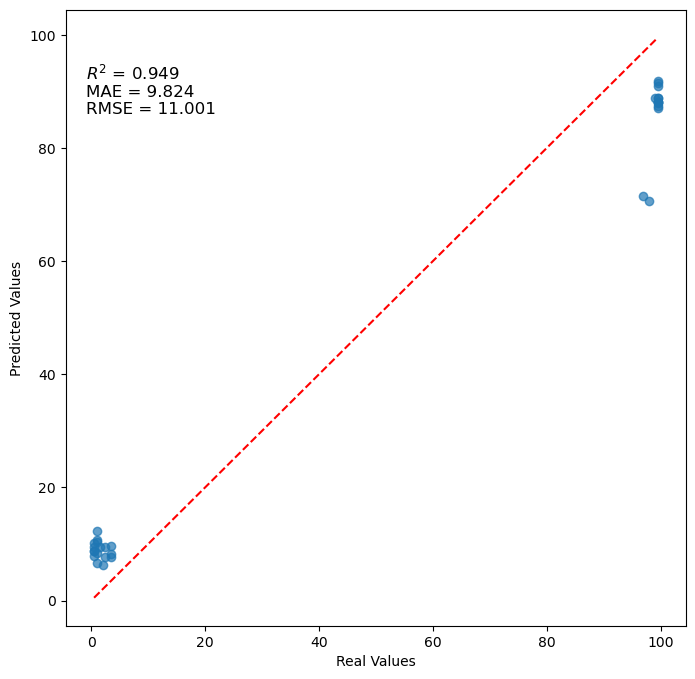 100
R² = 0.949
MAE = 9.824
RMSE = 11.001
80
60
40
20
0
Predicted Values
0 20 40 60 80 100
Real Values